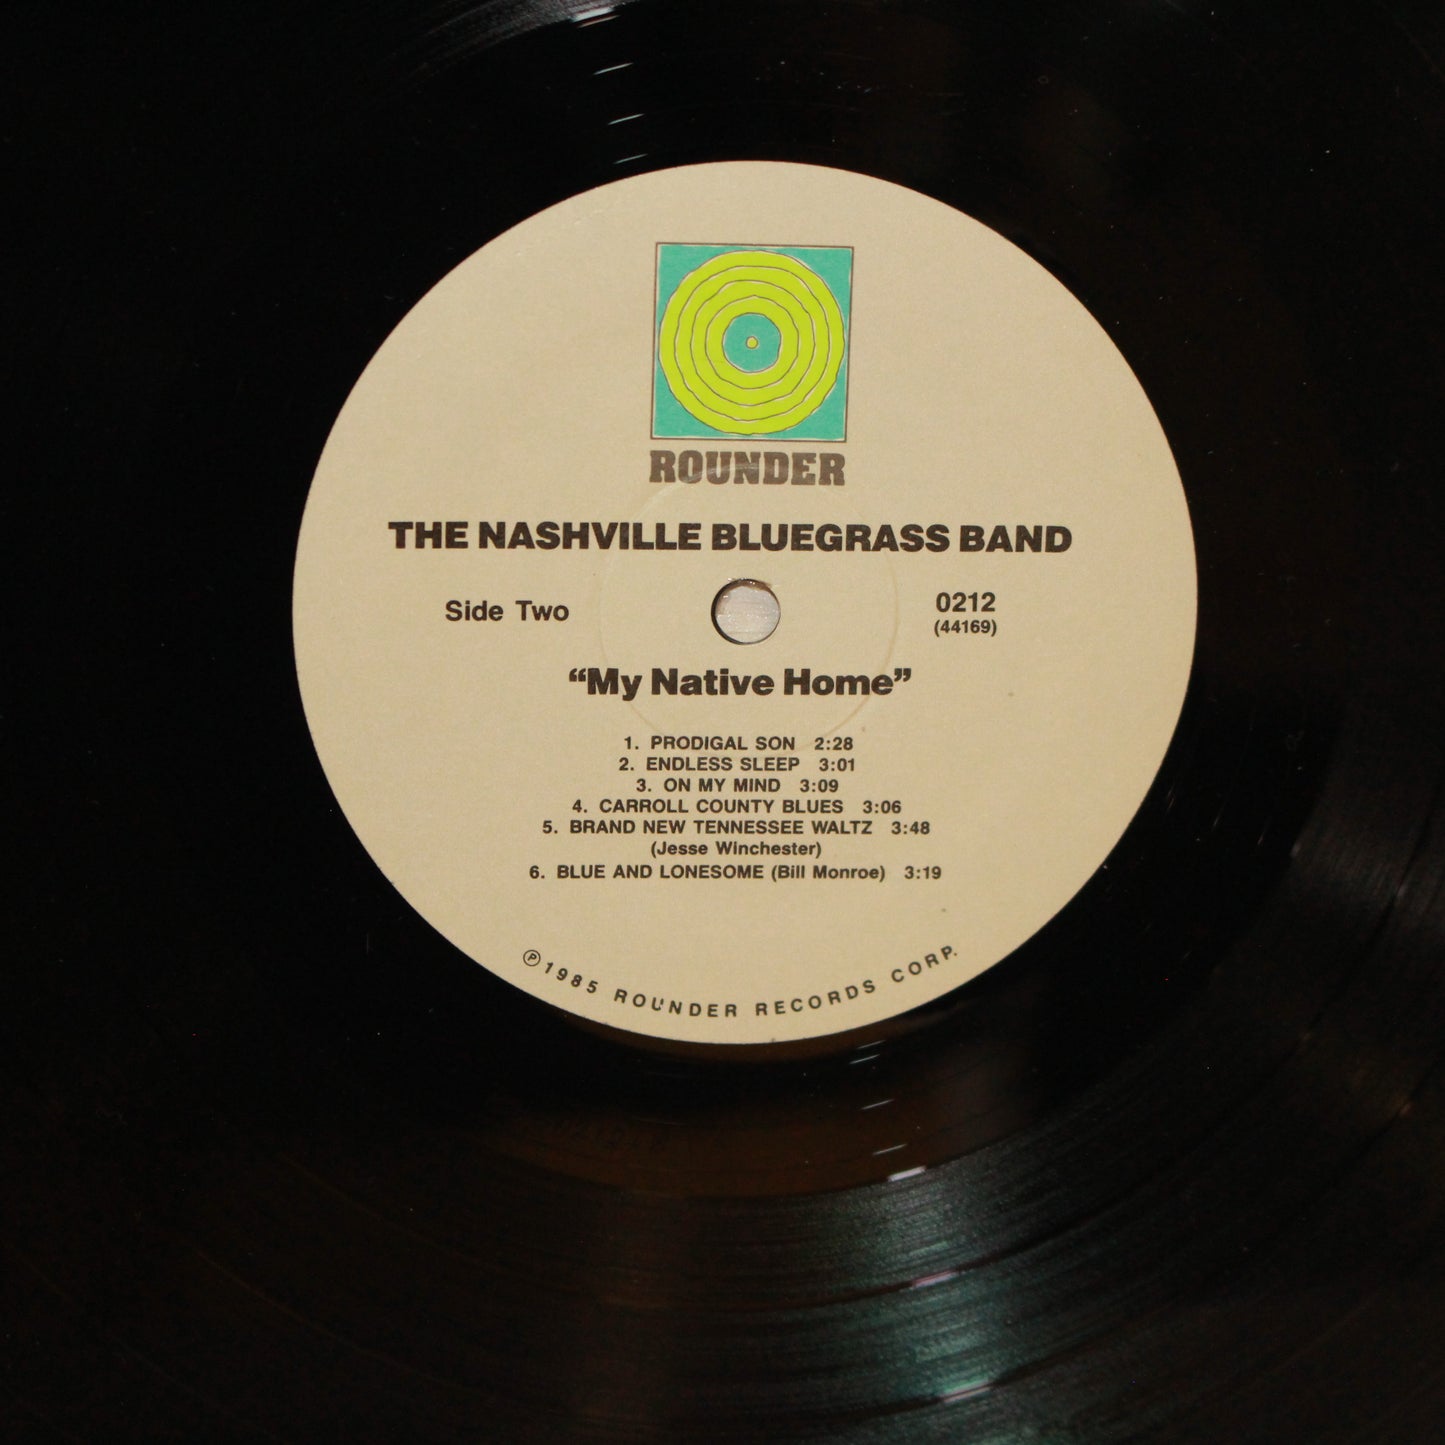 ROUNDER
THE NASHVILLE BLUEGRASS BAND
Side Two
0212
(44169)
“My Native Home”
1. PRODIGAL SON 2:28
2. ENDLESS SLEEP 3:01
3. ON MY MIND 3:09
4. CARROLL COUNTY BLUES 3:06
5. BRAND NEW TENNESSEE WALTZ 3:48
(Jesse Winchester)
6. BLUE AND LONESOME (Bill Monroe) 3:19
℗1985 ROUNDER RECORDS CORP.